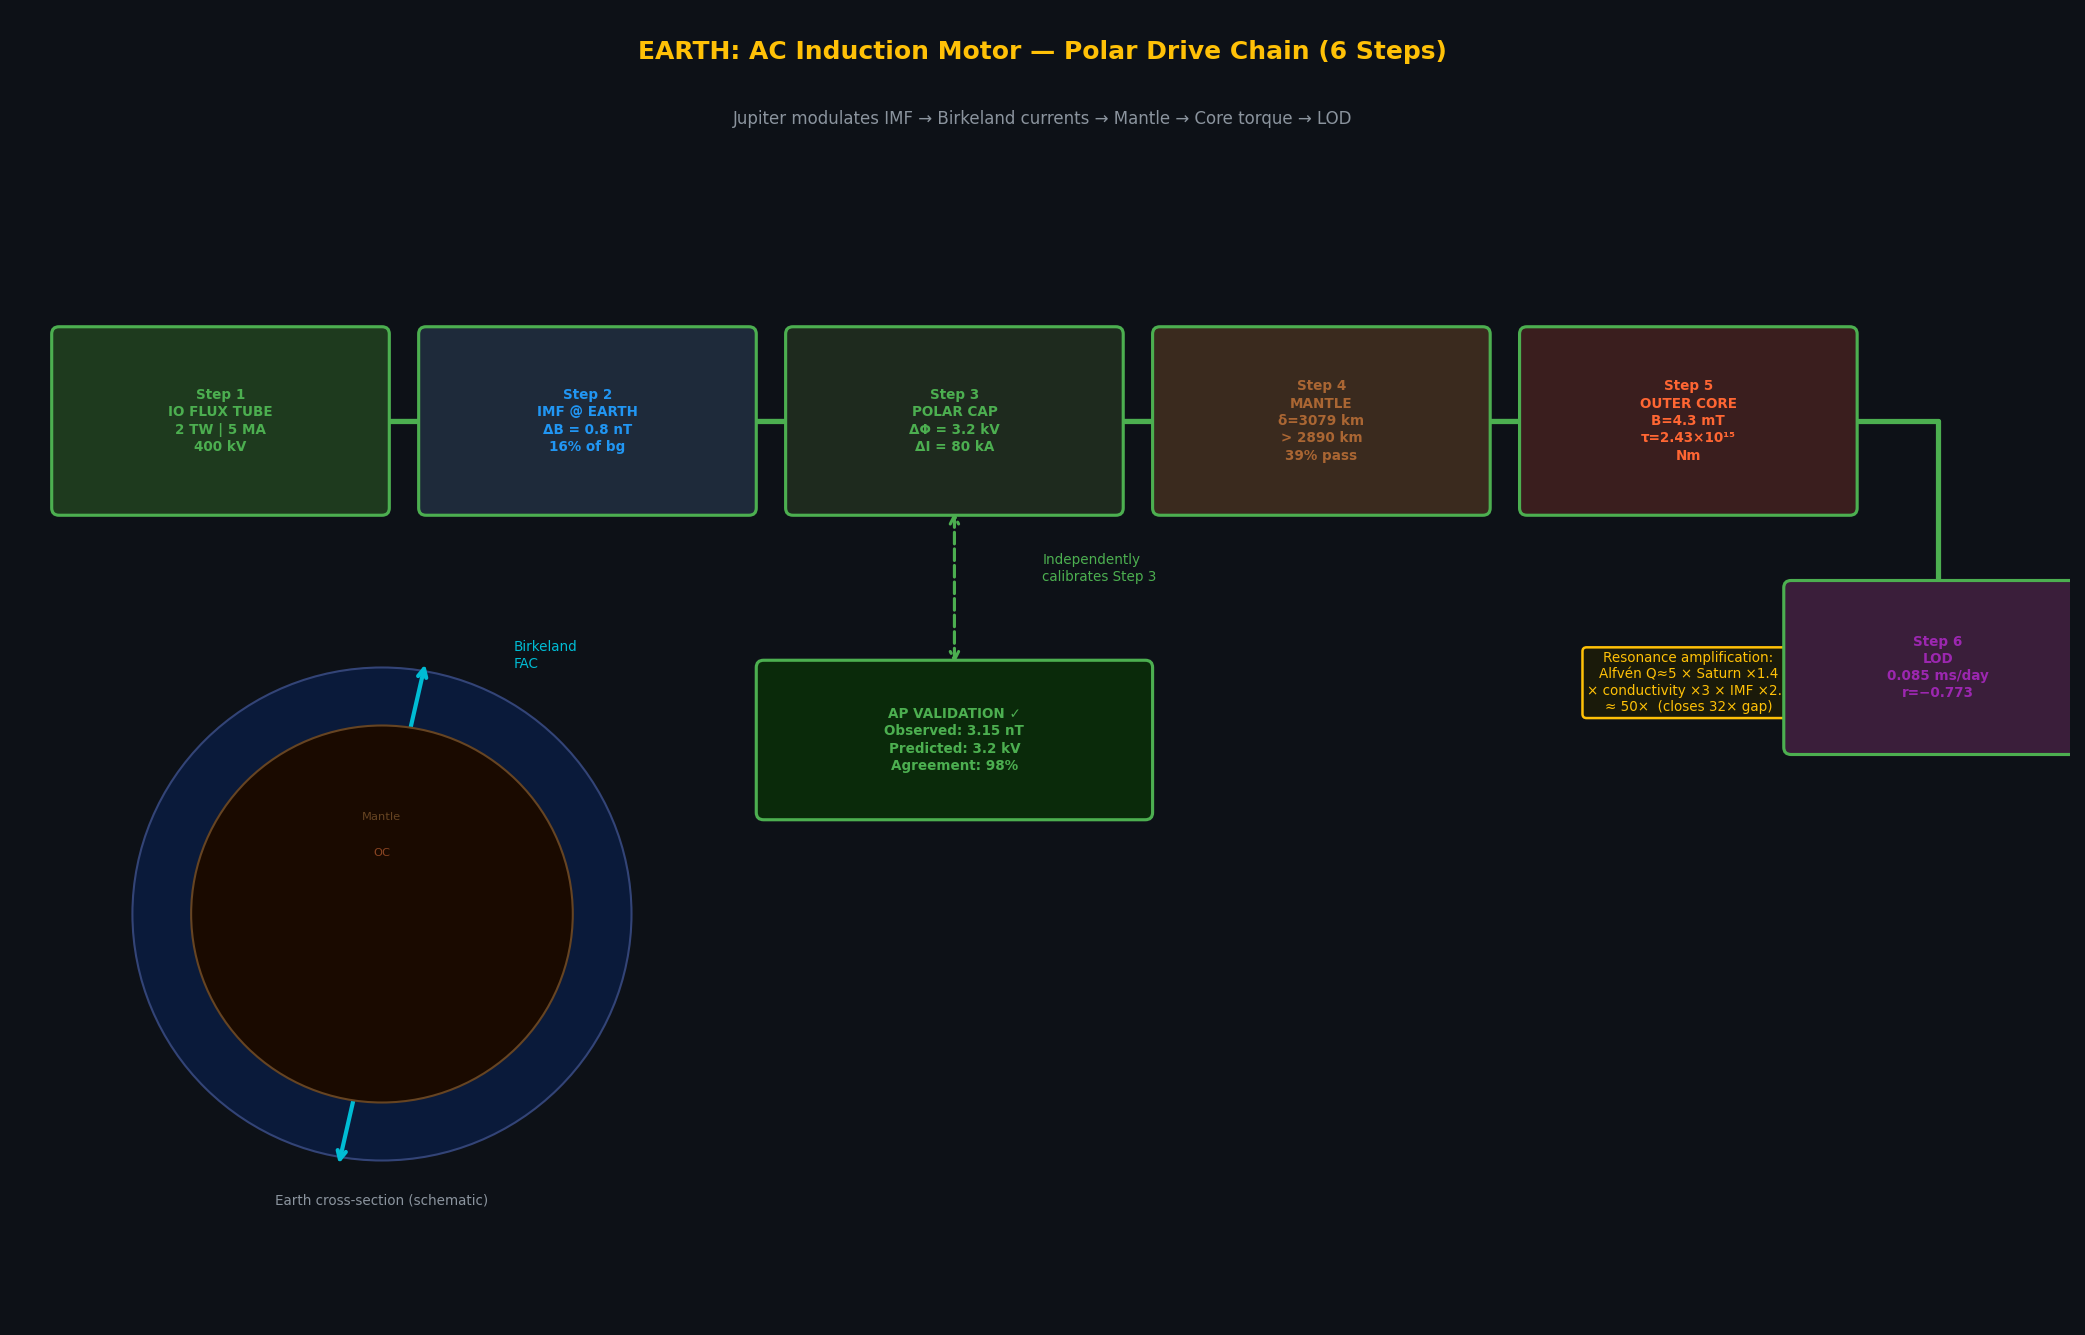 EARTH: AC Induction Motor — Polar Drive Chain (6 Steps)
Jupiter modulates IMF → Birkeland currents → Mantle → Core torque → LOD
Step 1
IO FLUX TUBE
2 TW | 5 MA
400 kV
Step 2
IMF @ EARTH
ΔB = 0.8 nT
16% of bg
Step 3
POLAR CAP
ΔΦ = 3.2 kV
ΔI = 80 kA
Step 4
MANTLE
δ=3079 km
> 2890 km
39% pass
Step 5
OUTER CORE
B=4.3 mT
τ=2.43×10¹⁵
Nm
Independently
calibrates Step 3
Birkeland
FAC
AP VALIDATION ✓
Observed: 3.15 nT
Predicted: 3.2 kV
Agreement: 98%
Resonance amplification:
Alfvén Q≈5 × Saturn ×1.4
× conductivity ×3 × IMF ×2.
≈ 50×  (closes 32× gap)
Step 6
LOD
0.085 ms/day
r=−0.773
Mantle
OC
Earth cross-section (schematic)